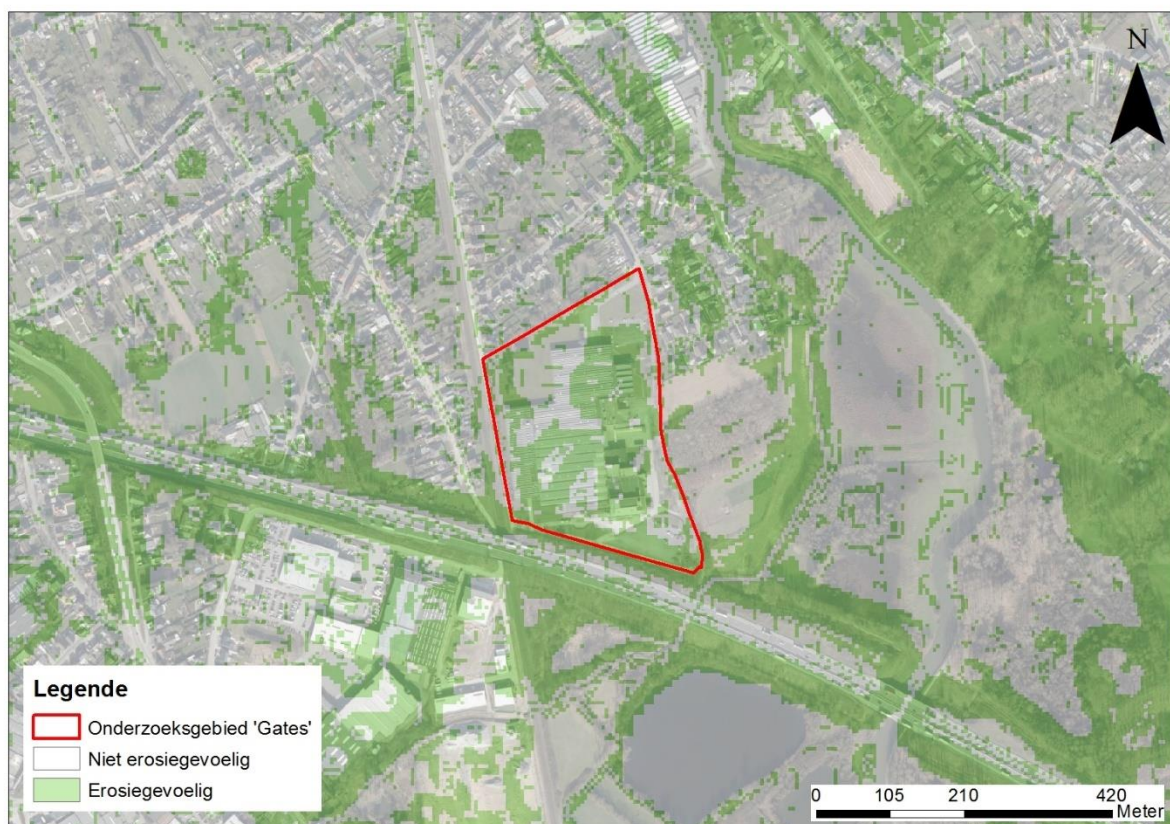 N
Legende
Onderzoeksgebied 'Gates'
Niet erosiegevoelig
Erosiegevoelig
0 105 210 420
Meter